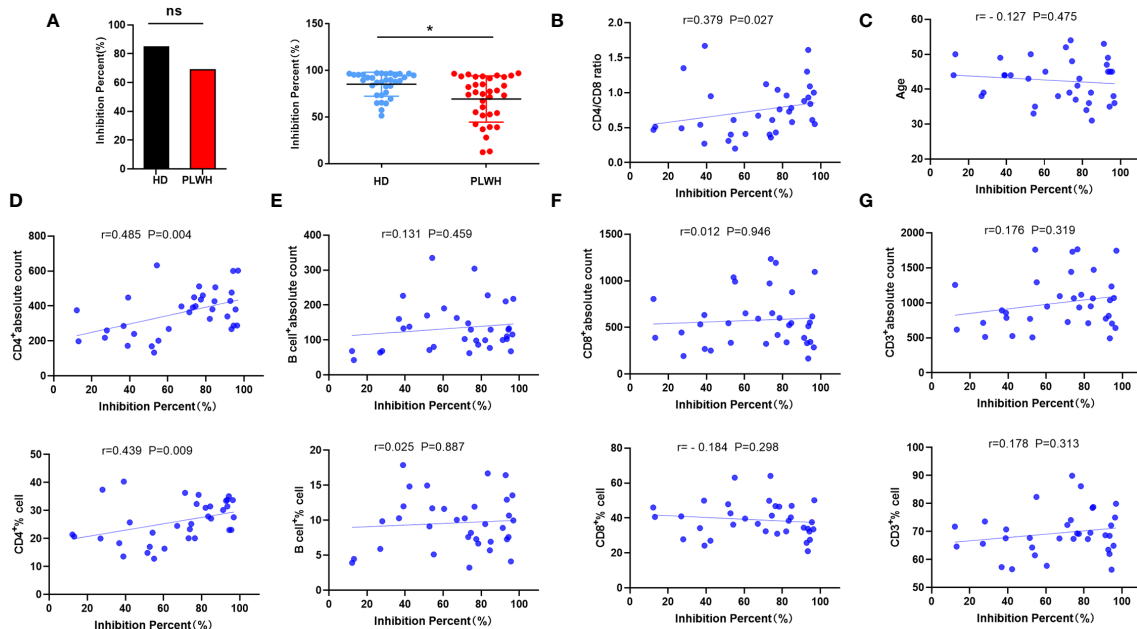 A
ns
Inhibition Percent(%)
100
80
60
40
20
0
HD PLWH
*
Inhibition Percent(%)
150
100
50
0
HD PLWH
B
r=0.379 P=0.027
CD4/CD8 ratio
2.0
1.5
1.0
0.5
0.0
0 20 40 60 80 100
Inhibition Percent(%)
C
r= - 0.127 P=0.475
Age
60
50
40
30
20
0 20 40 60 80 100
Inhibition Percent(%)
D
r=0.485 P=0.004
CD4+absolute count
800
600
400
200
0
0 20 40 60 80 100
Inhibition Percent(%)
r=0.439 P=0.009
CD4+% cell
50
40
30
20
10
0
0 20 40 60 80 100
Inhibition Percent(%)
E
r=0.131 P=0.459
B cell+absolute count
400
300
200
100
0
0 20 40 60 80 100
Inhibition Percent(%)
r=0.025 P=0.887
B cell+% cell
20
15
10
5
0
0 20 40 60 80 100
Inhibition Percent(%)
F
r=0.012 P=0.946
CD8+absolute count
1500
1000
500
0
0 20 40 60 80 100
Inhibition Percent(%)
r= - 0.184 P=0.298
CD8+% cell
80
60
40
20
0
0 20 40 60 80 100
Inhibition Percent(%)
G
r=0.176 P=0.319
CD3+absolute count
2000
1500
1000
500
0
0 20 40 60 80 100
Inhibition Percent(%)
r=0.178 P=0.313
CD3+% cell
100
90
80
70
60
50
0 20 40 60 80 100
Inhibition Percent(%)